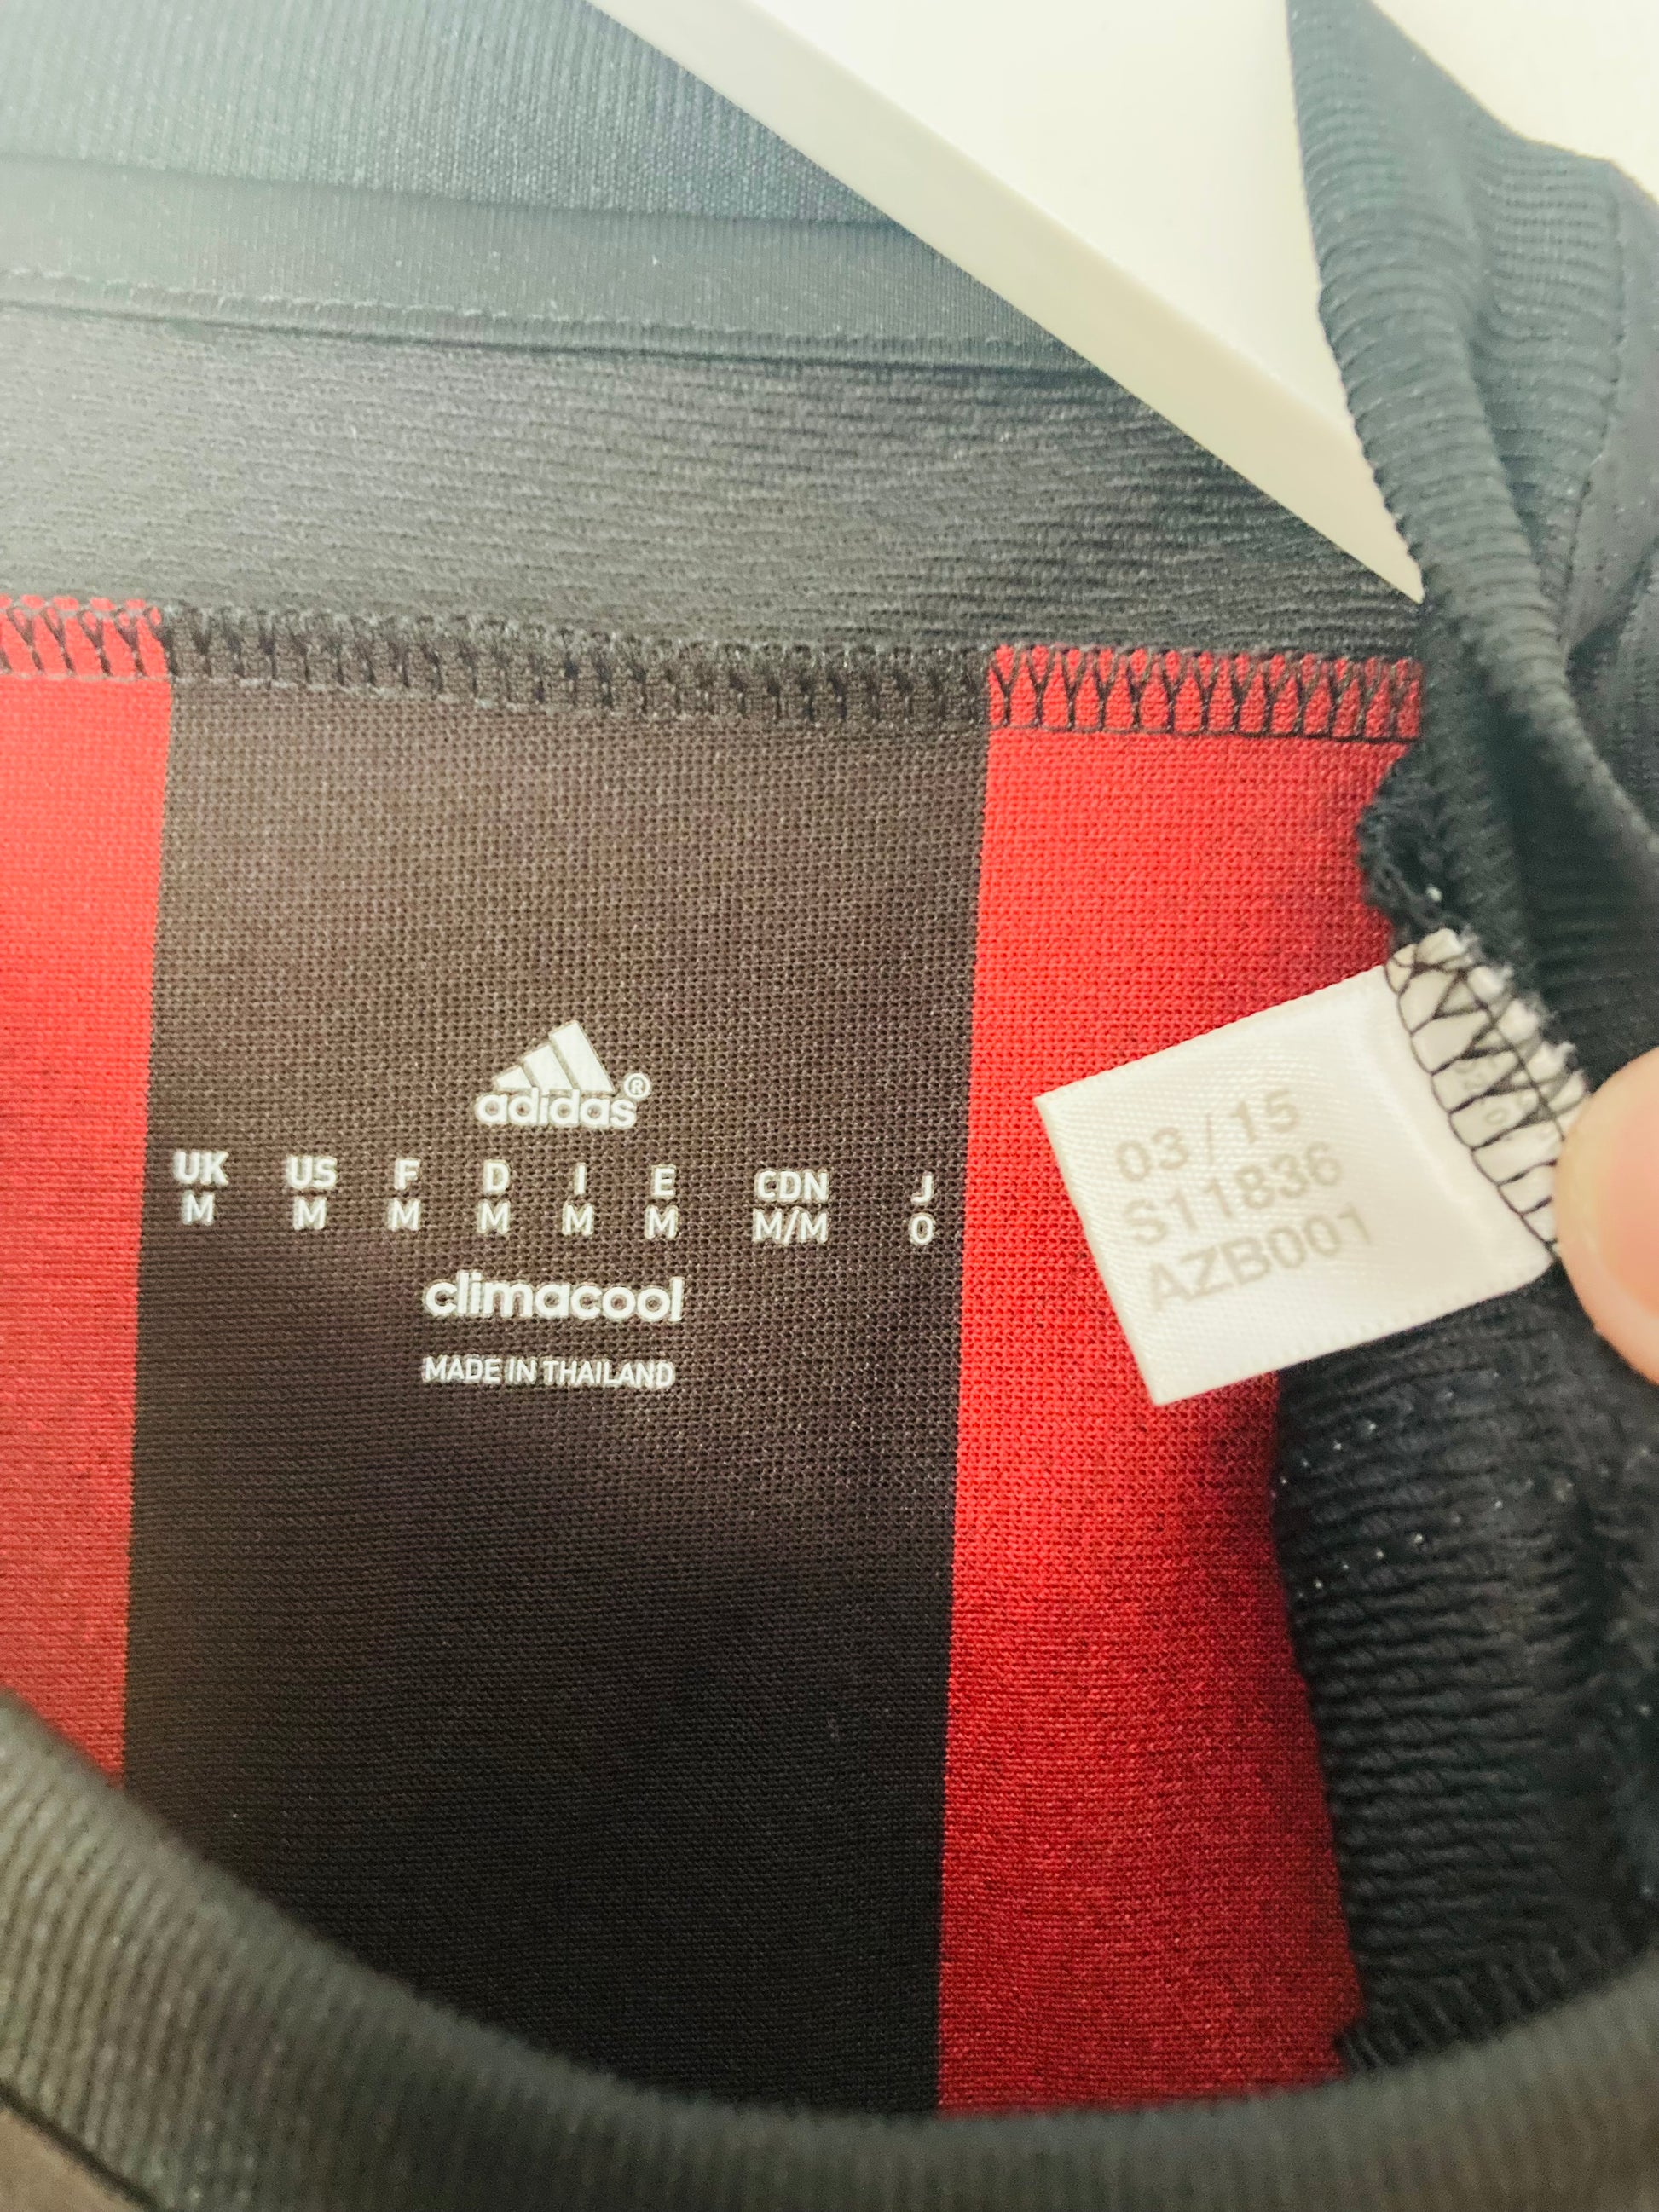 adidas®
UK US F D I E CDN J
M M M M M M M/M O
climacool
MADE IN THAILAND
03/15
S11836
AZB001